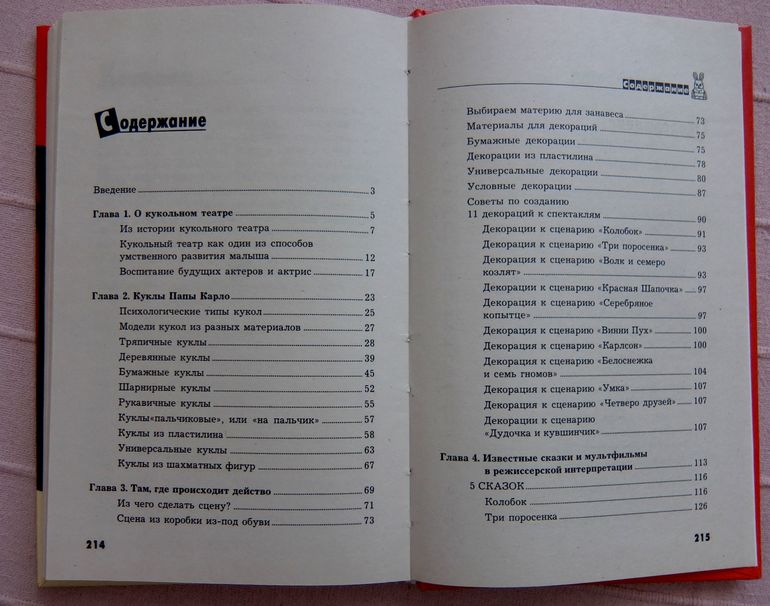 Содержание
Введение 3
Глава 1. О кукольном театре 5
Из истории кукольного театра 7
Кукольный театр как один из способов
умственного развития малыша 12
Воспитание будущих актеров и актрис 17
Глава 2. Куклы Папы Карло 23
Психологические типы кукол 25
Модели кукол из разных материалов 27
Тряпичные куклы 28
Деревянные куклы 39
Бумажные куклы 45
Шарнирные куклы 52
Рукавичные куклы 55
Куклы«пальчиковые», или «на пальчик» 57
Куклы из пластилина 58
Универсальные куклы 63
Куклы из шахматных фигур 67
Глава 3. Там, где происходит действо 69
Из чего сделать сцену? 71
Сцена из коробки из-под обуви 73
214
Содержание
Выбираем материю для занавеса 73
Материалы для декораций 75
Бумажные декорации 75
Декорации из пластилина 78
Универсальные декорации 80
Условные декорации 87
Советы по созданию
11 декораций к спектаклям 90
Декорации к сценарию «Колобок» 91
Декорация к сценарию «Три поросенка» 93
Декорация к сценарию «Волк и семеро
козлят» 93
Декорация к сценарию «Красная Шапочка» 97
Декорация к сценарию «Серебряное
копытце» 97
Декорация к сценарию «Винни Пух» 100
Декорация к сценарию «Карлсон» 100
Декорация к сценарию «Белоснежка
и семь гномов» 104
Декорация к сценарию «Умка» 107
Декорация к сценарию «Четверо друзей» 107
Декорации к сценарию
«Дудочка и кувшинчик» 107
Глава 4. Известные сказки и мультфильмы
в режиссерской интерпретации 113
5 СКАЗОК 116
Колобок 116
Три поросенка 126
215